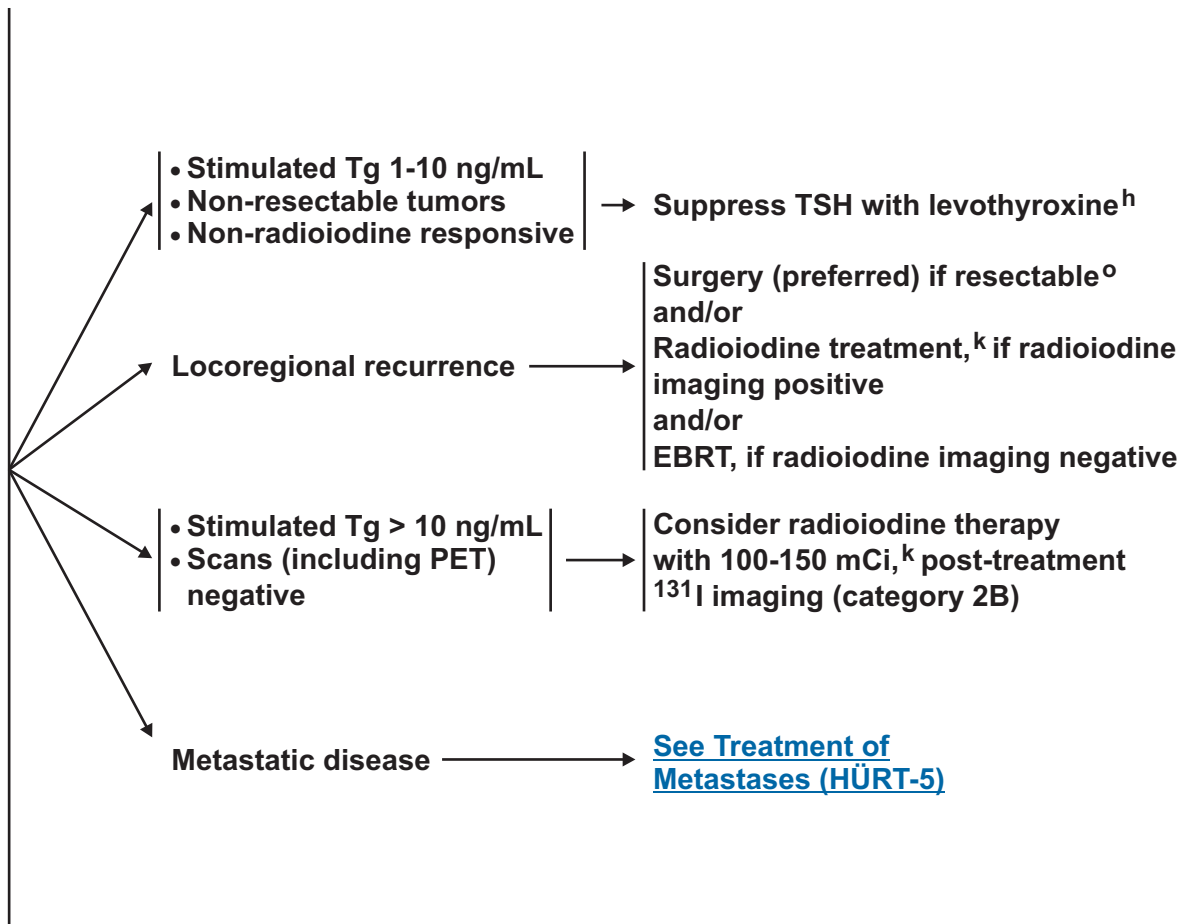 • Stimulated Tg 1-10 ng/mL
• Non-resectable tumors
• Non-radioiodine responsive
Suppress TSH with levothyroxineʰ
Locoregional recurrence
Surgery (preferred) if resectableᵒ
and/or
Radioiodine treatment,ᵏ if radioiodine
imaging positive
and/or
EBRT, if radioiodine imaging negative
• Stimulated Tg > 10 ng/mL
• Scans (including PET)
negative
Consider radioiodine therapy
with 100-150 mCi,ᵏ post-treatment
¹³¹I imaging (category 2B)
Metastatic disease
See Treatment of
Metastases (HÜRT-5)